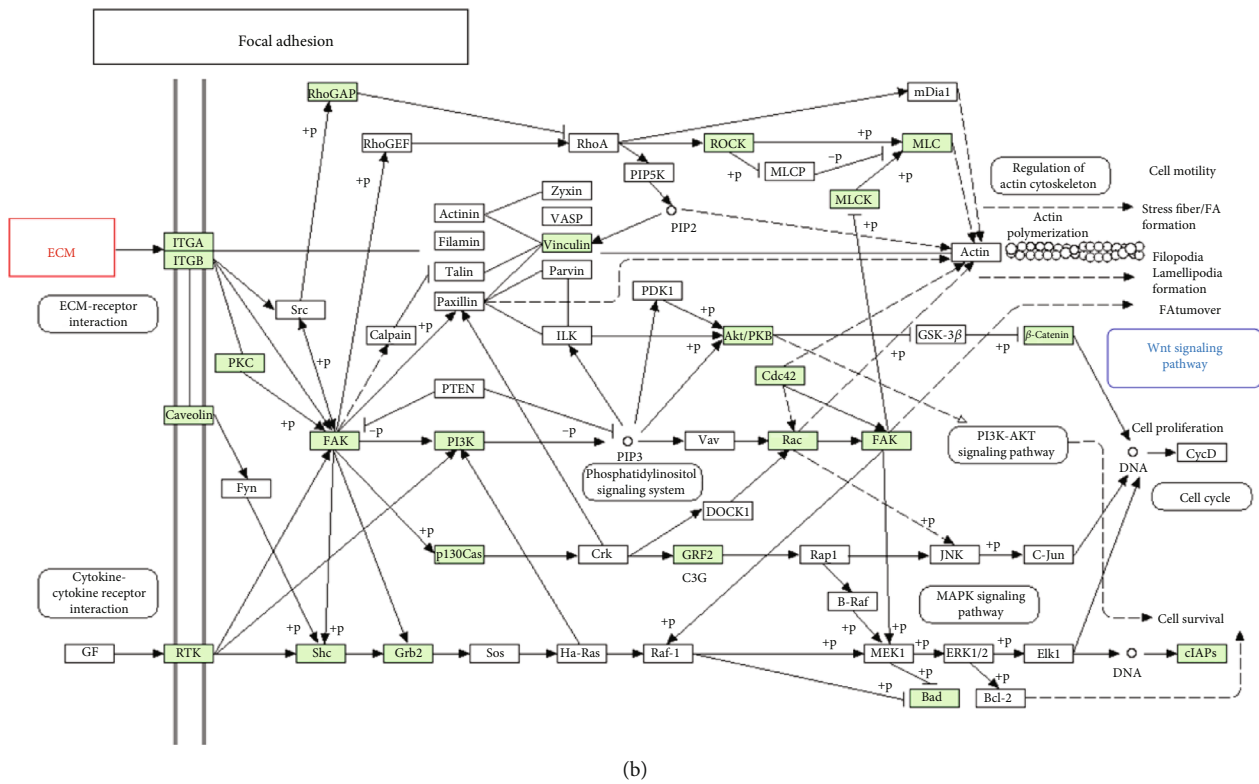 Focal adhesion
RhoGAP
mDia1
+p
RhoGEF
RhoA
ROCK
+p
MLC
+p
PIP5K
+p
MLCP
−p
Regulation of
actin cytoskeleton
Cell motility
Zyxin
MLCK
Actinin
VASP
PIP2
+p
Actin
polymerization
Stress fiber/FA
formation
ECM
ITGA
ITGB
Filamin
Vinculin
Actin
Filopodia
Lamellipodia
formation
Talin
Parvin
ECM-receptor
interaction
Src
Paxillin
PDK1
+p
FAturnover
Calpain
+p
ILK
+p
Akt/PKB
GSK-3β
+p
+p
β-Catenin
Wnt signaling
pathway
PKC
+p
Cdc42
PTEN
Caveolin
+p
FAK
−p
PI3K
−p
PIP3
Vav
Rac
FAK
PI3K-AKT
signaling pathway
Cell proliferation
DNA
CycD
Phosphatidylinositol
signaling system
Fyn
Cell cycle
DOCK1
+p
+p
p130Cas
Crk
GRF2
C3G
Rap1
JNK
+p
C-Jun
Cytokine-
cytokine receptor
interaction
B-Raf
MAPK signaling
pathway
Cell survival
+p
+p
+p
+p
+p
GF
RTK
Shc
Grb2
Sos
Ha-Ras
Raf-1
+p
MEK1
+p
ERK1/2
+p
Elk1
DNA
cIAPs
+p
+p
+p
Bad
Bcl-2
(b)